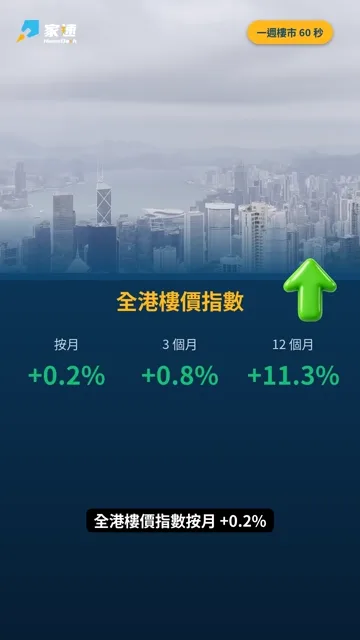 家速
一週樓市 60 秒
全港樓價指數
按月
3 個月
12 個月
+0.2%
+0.8%
+11.3%
全港樓價指數按月 +0.2%